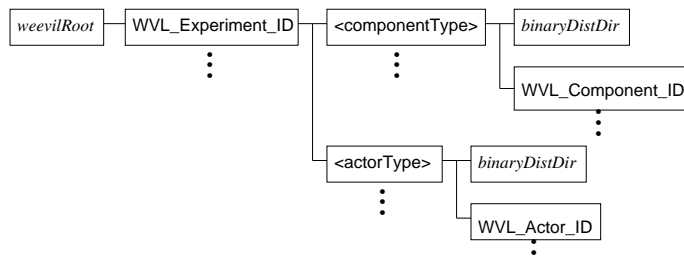 weevilRoot
WVL_Experiment_ID
<componentType>
binaryDistDir
WVL_Component_ID
<actorType>
binaryDistDir
WVL_Actor_ID